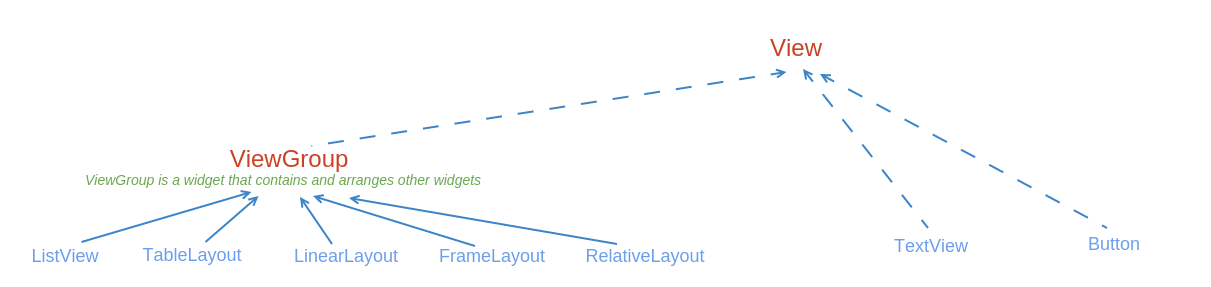 View
ViewGroup
ViewGroup is a widget that contains and arranges other widgets
ListView
TableLayout
LinearLayout
FrameLayout
RelativeLayout
TextView
Button